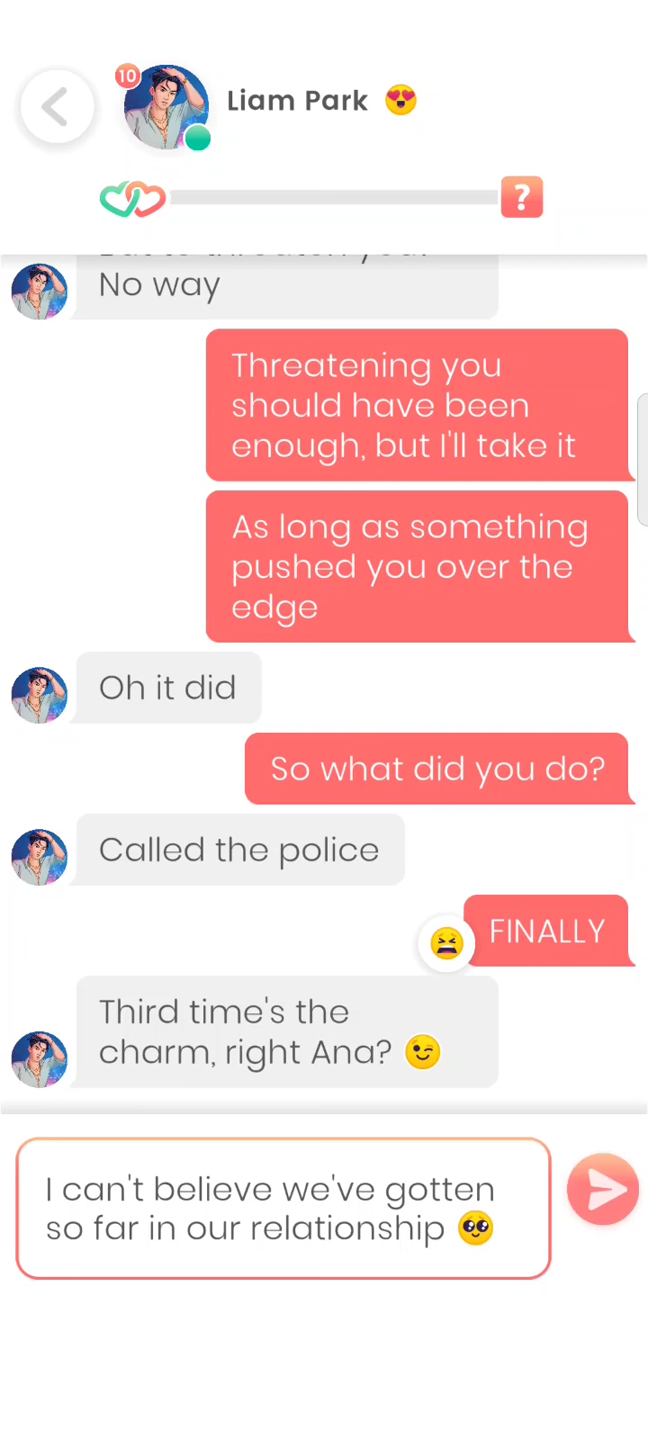 10
Liam Park 😍
?
No way
Threatening you
should have been
enough, but I'll take it
As long as something
pushed you over the
edge
Oh it did
So what did you do?
Called the police
FINALLY
Third time's the
charm, right Ana? 😉
I can't believe we've gotten
so far in our relationship 🥺